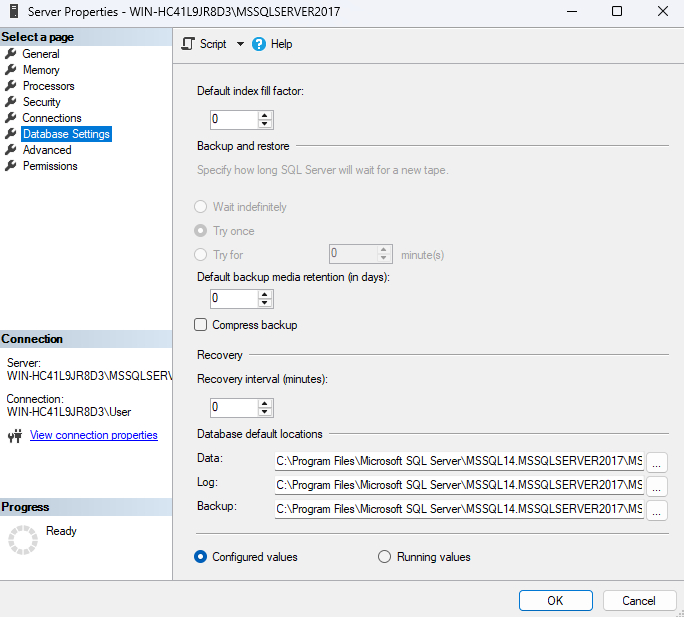 Server Properties - WIN-HC41L9JR8D3\MSSQLSERVER2017
Select a page
General
Memory
Processors
Security
Connections
Database Settings
Advanced
Permissions
Connection
Server:
WIN-HC41L9JR8D3\MSSQLSERV
Connection:
WIN-HC41L9JR8D3\User
View connection properties
Progress
Ready
Script
Help
Default index fill factor:
0
Backup and restore
Specify how long SQL Server will wait for a new tape.
Wait indefinitely
Try once
Try for 0 minute(s)
Default backup media retention (in days):
0
Compress backup
Recovery
Recovery interval (minutes):
0
Database default locations
Data: C:\Program Files\Microsoft SQL Server\MSSQL14.MSSQLSERVER2017\MS ...
Log: C:\Program Files\Microsoft SQL Server\MSSQL14.MSSQLSERVER2017\MS ...
Backup: C:\Program Files\Microsoft SQL Server\MSSQL14.MSSQLSERVER2017\MS ...
Configured values Running values
OK Cancel